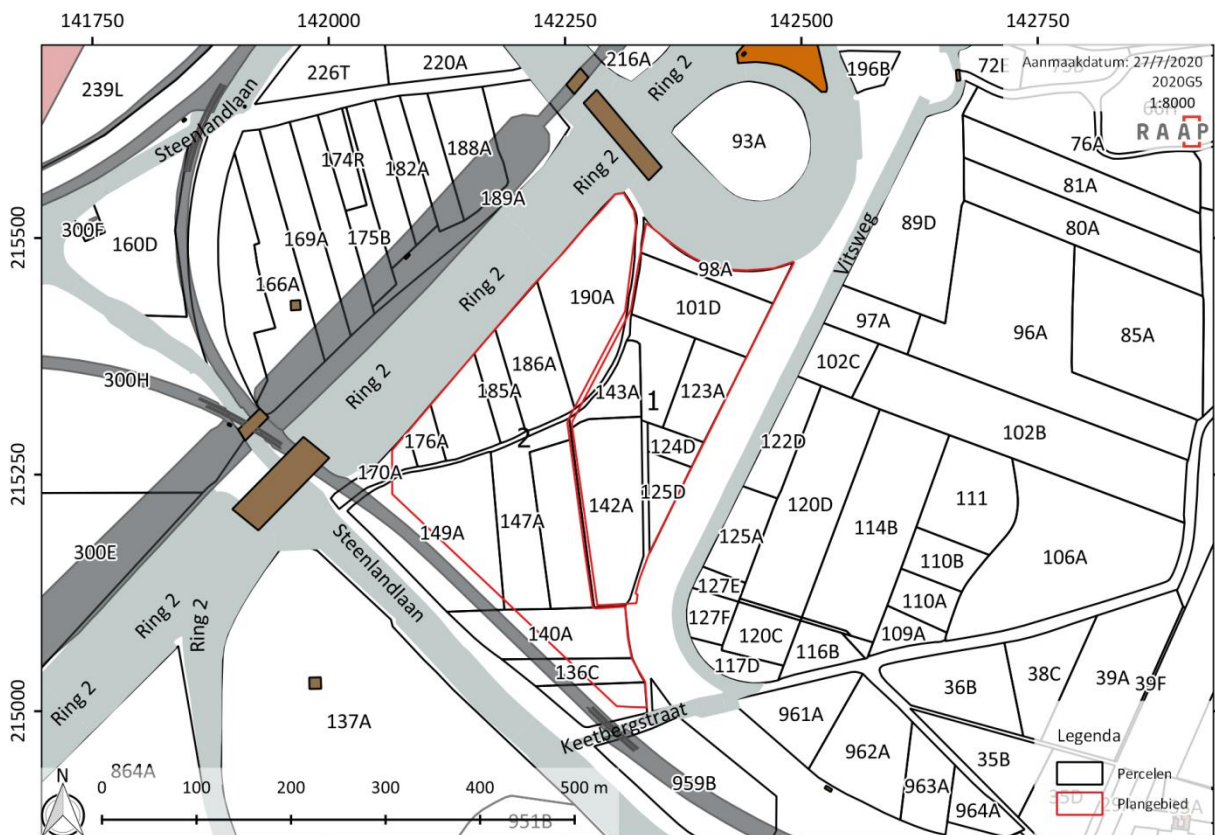 141750
142000
142250
142500
142750
239L
226T
220A
216A
Ring 2
196B
72E
73B
Aanmaakdatum: 27/7/2020
2020G5
1:8000
RAAP
76A
Steenlandlaan
174R
182A
188A
93A
189A
Ring 2
81A
80A
215500
300F
160D
169A
175B
166A
98A
Vitsweg
89D
Ring 2
190A
101D
97A
96A
85A
102C
300H
Ring 2
186A
185A
143A
1
123A
102B
176A
2
124D
122D
215250
170A
142A
125D
120D
111
149A
147A
114B
300E
125A
110B
106A
Steenlandlaan
127E
110A
Ring 2
Ring 2
140A
127F
120C
109A
116B
117D
136C
36B
38C
39A
39F
215000
Ring 2
137A
Keetbergstraat
961A
962A
35B
963A
964A
959B
Legenda
Percelen
Plangebied
35D
864A
951B
N
0
100
200
300
400
500 m